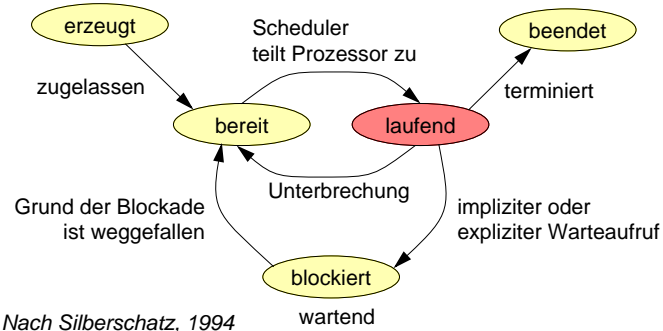 erzeugt
Scheduler
teilt Prozessor zu
beendet
zugelassen
terminiert
bereit
laufend
Unterbrechung
Grund der Blockade
ist weggefallen
impliziter oder
expliziter Warteaufruf
blockiert
wartend
Nach Silberschatz, 1994